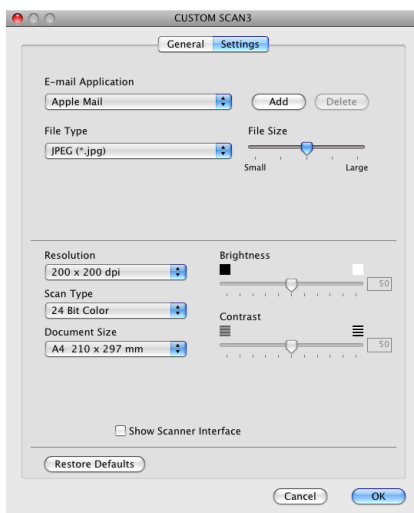 CUSTOM SCAN3
General Settings
E-mail Application
Apple Mail Add Delete
File Type File Size
JPEG (*.jpg)
Small Large
Resolution Brightness
200 x 200 dpi 50
Scan Type
24 Bit Color Contrast
Document Size
A4 210 x 297 mm 50
Show Scanner Interface
Restore Defaults
Cancel OK